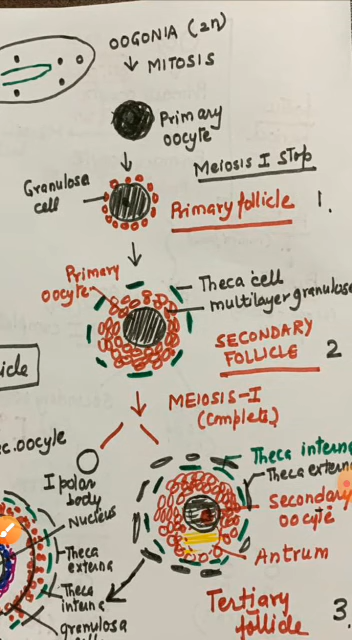 OOGONIA (2n)
MITOSIS
Primary
oocyte
Meiosis I stop
Granulosa
cell
Primary follicle 1.
Primary
oocyte
Theca cell
multilayer granulosa
SECONDARY
FOLLICLE 2
icle
MEIOSIS-I
(complete)
ec.oocyte
I polar
body
Nucleus
Theca
externa
Theca
interna
granulosa
Theca interna
Theca externa
Secondary
oocyte
Antrum
Tertiary
follicle 3